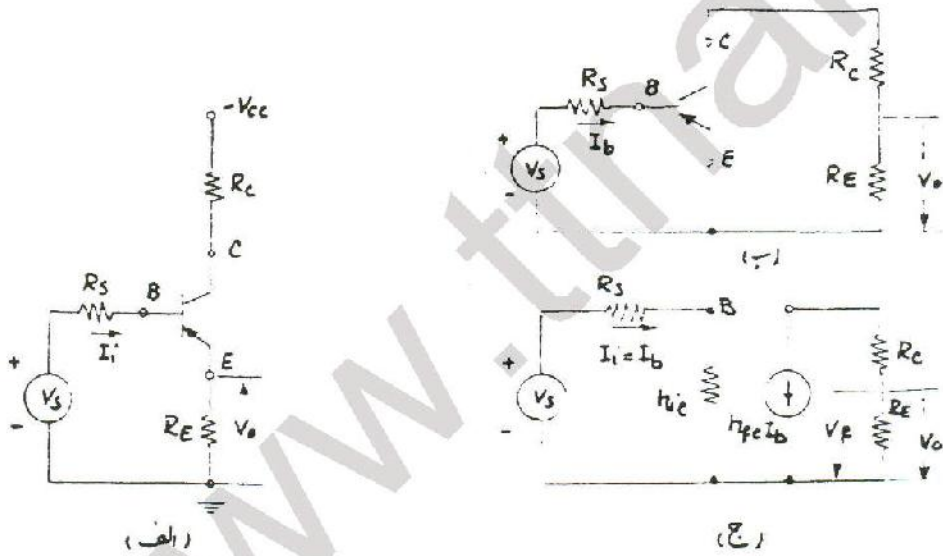 -Vcc
Rc
C
Rs
B
Ii
E
+
Vs
-
RE
Vo
(الف)
C
Rs
B
Ib
E
+
Vs
-
Rc
RE
Vo
(ب)
Rs
B
Ii = Ib
+
Vs
-
hie
hfe Ib
Vf
Rc
RE
Vo
(ج)